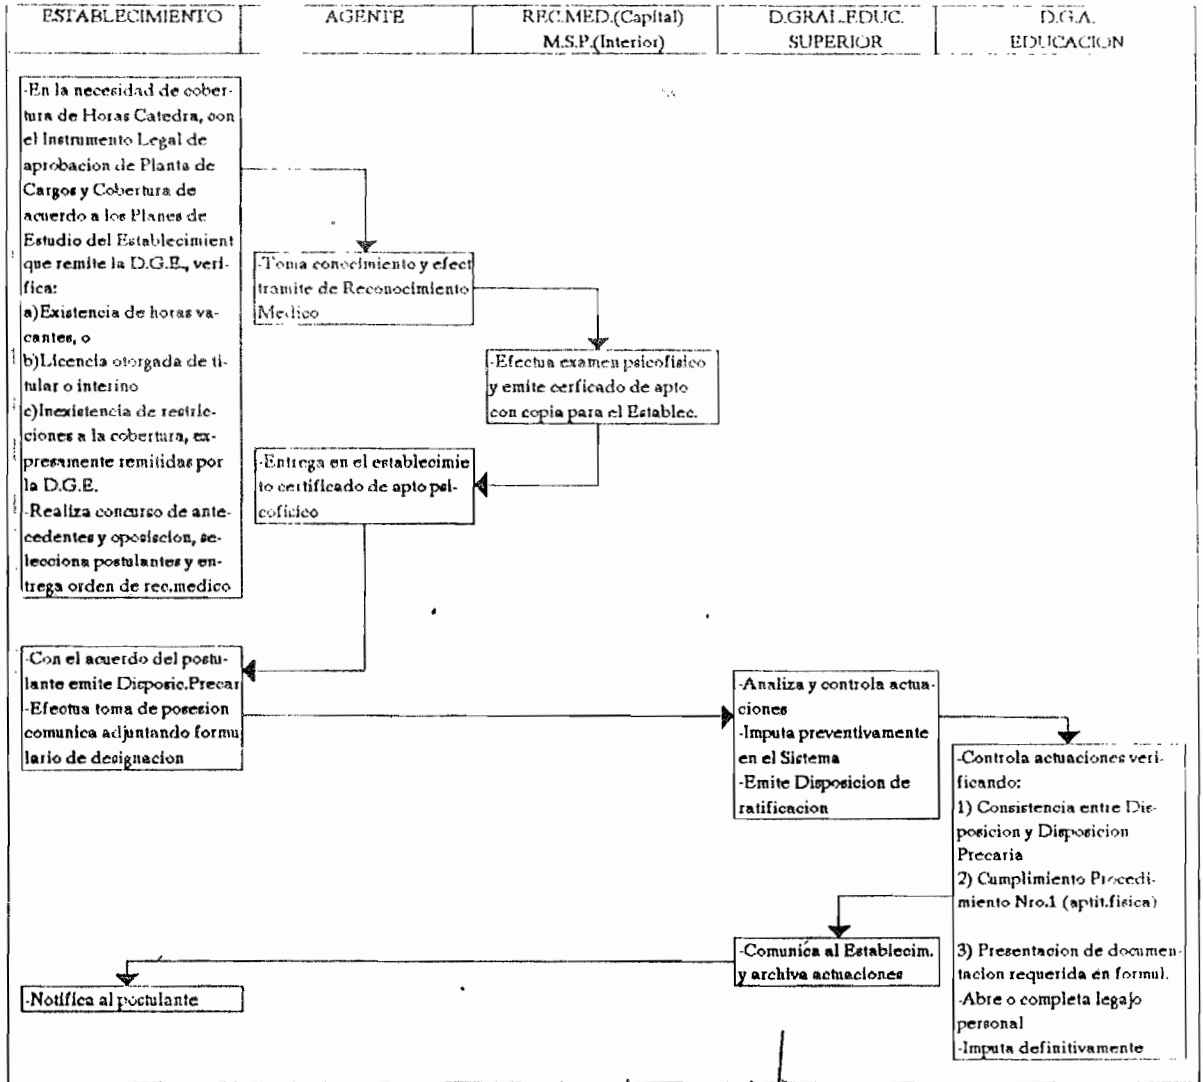 ESTABLECIMIENTO
AGENTE
REC.MED.(Capital)
M.S.P.(Interior)
D.GRAL.EDUC.
SUPERIOR
D.G.A.
EDUCACION
-En la necesidad de cober-
tura de Horas Catedra, con
el Instrumento Legal de
aprobacion de Planta de
Cargos y Cobertura de
acuerdo a los Planes de
Estudio del Establecimient
que remite la D.G.E., veri-
fica:
a)Existencia de horas va-
cantes, o
b)Licencia otorgada de ti-
tular o interino
c)Inexistencia de restric-
ciones a la cobertura, ex-
presamente remitidas por
la D.G.E.
-Realiza concurso de ante-
cedentes y oposiscion, se-
lecciona postulantes y en-
trega orden de rec.medico
-Toma conocimiento y efect
tramite de Reconocimiento
Medico
-Efectua examen psicofisico
y emite cerficado de apto
con copia para el Establec.
-Entrega en el establecimie
to certificado de apto psi-
coficico
-Con el acuerdo del postu-
lante emite Disposic.Precar
-Efectua toma de posesion
comunica adjuntando formu
lario de designacion
-Analiza y controla actua-
ciones
-Imputa preventivamente
en el Sistema
-Emite Disposicion de
ratificacion
-Controla actuaciones veri-
ficando:
1) Consistencia entre Dis-
posicion y Disposicion
Precaria
2) Cumplimiento Procedi-
miento Nro.1 (aptit.fisica)
3) Presentacion de documen-
tacion requerida en formul.
-Abre o completa legajo
personal
-Imputa definitivamente
-Comunica al Establecim.
y archiva actuaciones
-Notifica al postulante